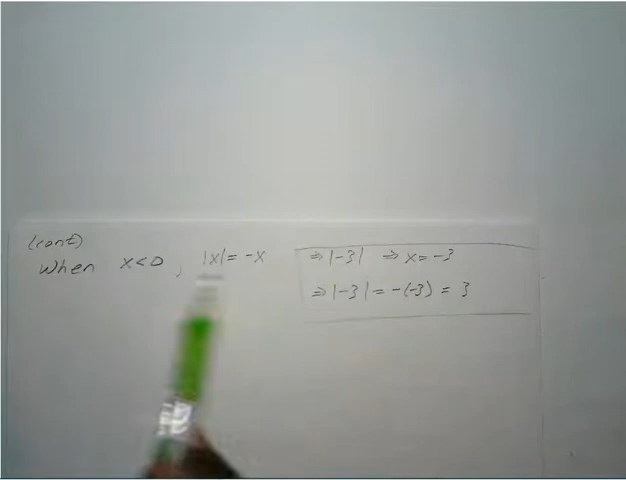 (cont)
When x<0, |x|=-x
⇒|-3| ⇒x=-3
⇒|-3|=-(-3)=3